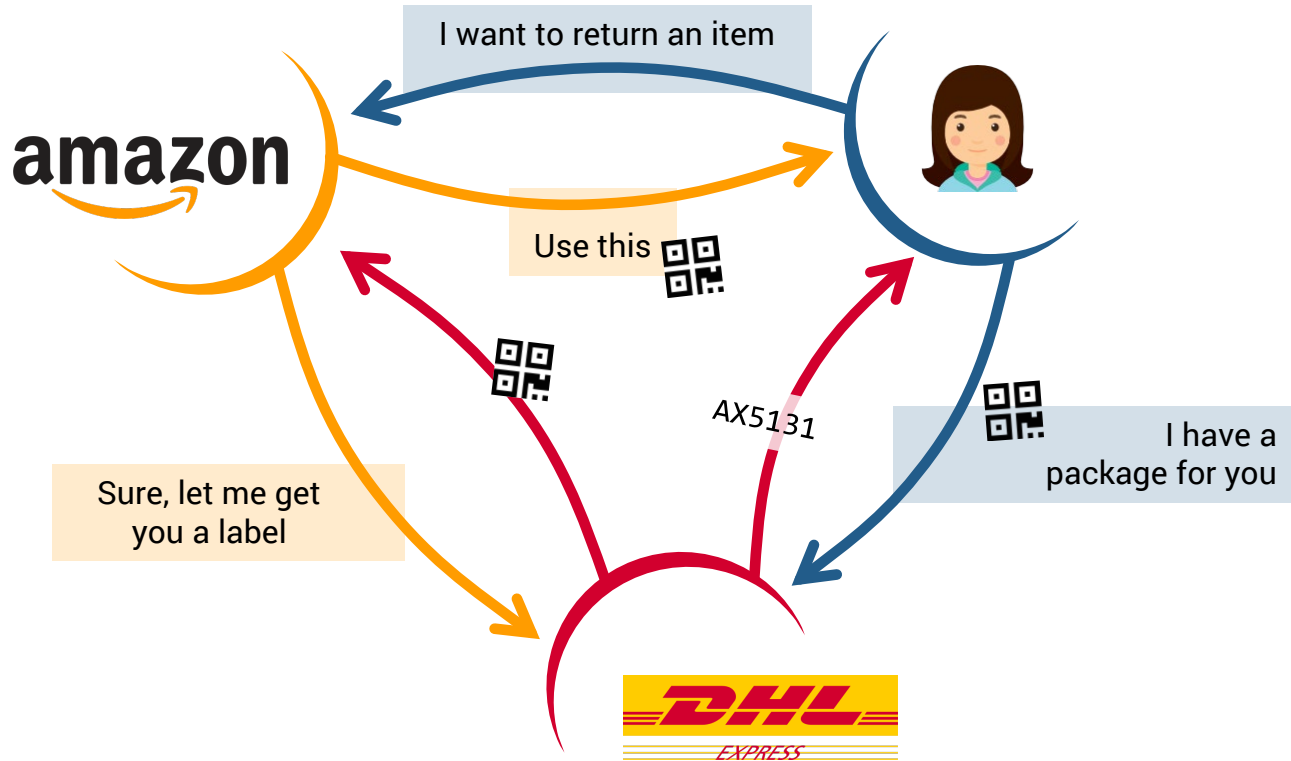 I want to return an item
amazon
Use this
AX5131
I have a
package for you
Sure, let me get
you a label
DHL
EXPRESS